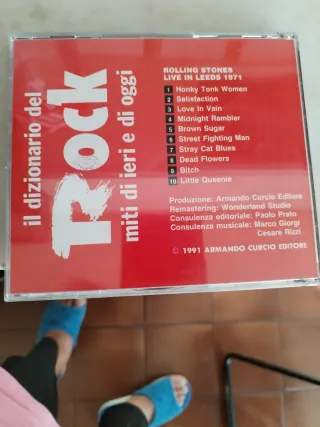 il dizionario del
Rock
miti di ieri e di oggi
ROLLING STONES
LIVE IN LEEDS 1971
1 Honky Tonk Women
2 Satisfaction
3 Love In Vain
4 Midnight Rambler
5 Brown Sugar
6 Street Fighting Man
7 Stray Cat Blues
8 Dead Flowers
9 Bitch
10 Little Queenie
Produzione: Armando Curcio Editore
Remastering: Wonderland Studio
Consulenza editoriale: Paolo Prato
Consulenza musicale: Marco Giorgi
Cesare Rizzi
© 1991 ARMANDO CURCIO EDITORE